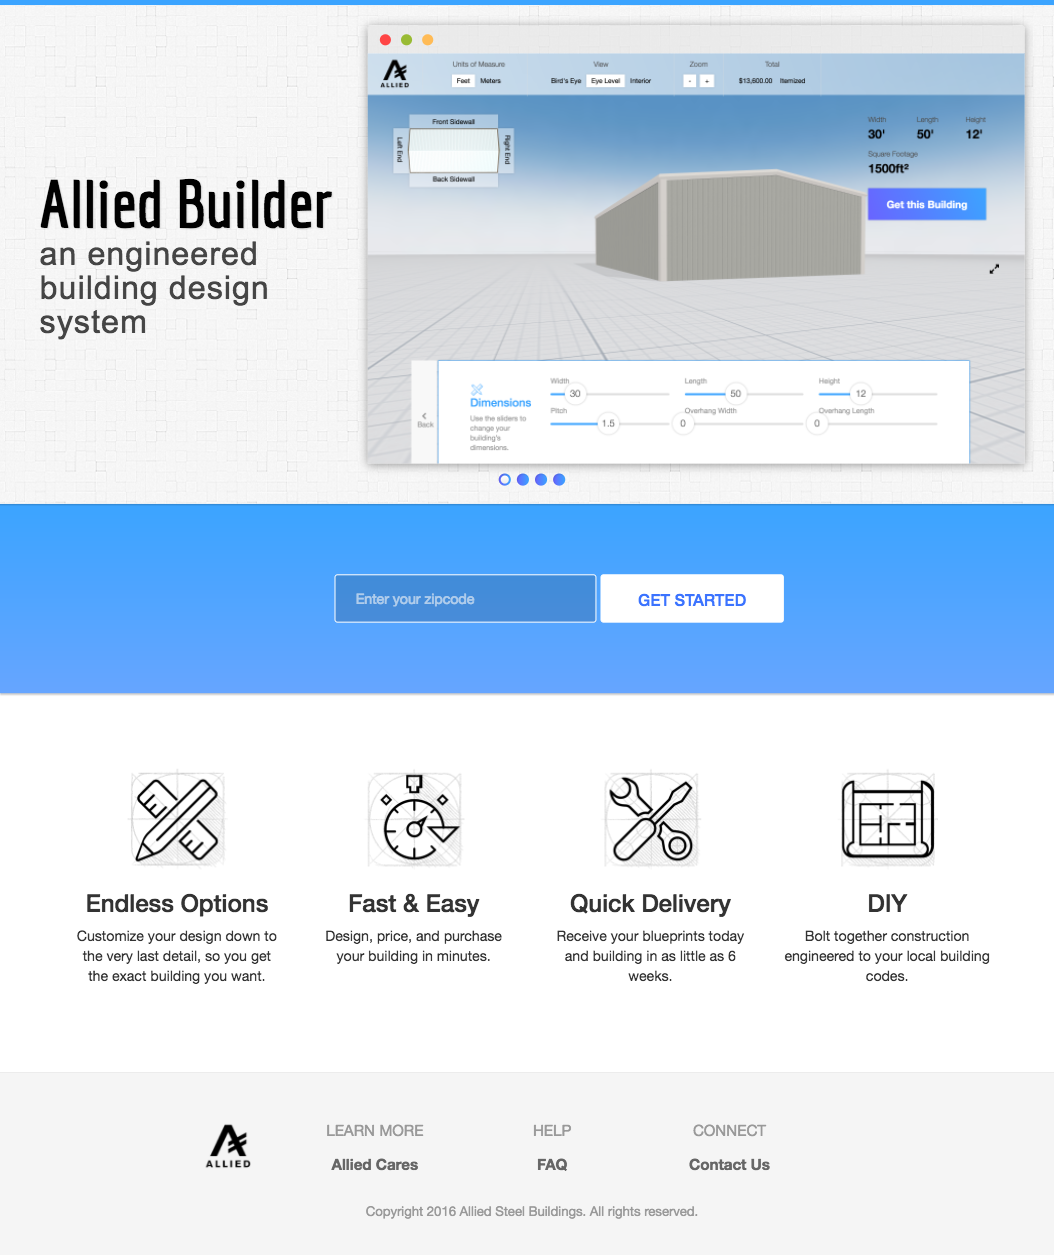 ALLIED
Units of Measure
Feet Meters
View
Bird's Eye Eye Level Interior
Zoom
- +
Total
$13,600.00 Itemized
Front Sidewall
Left End
Right End
Back Sidewall
Width Length Height
30' 50' 12'
Square Footage
1500ft²
Get this Building
Allied Builder
an engineered
building design
system
Back
Dimensions
Use the sliders to
change your
building's
dimensions.
Width Length Height
30 50 12
Pitch Overhang Width Overhang Length
1.5 0 0
Enter your zipcode GET STARTED
Endless Options
Customize your design down to
the very last detail, so you get
the exact building you want.
Fast & Easy
Design, price, and purchase
your building in minutes.
Quick Delivery
Receive your blueprints today
and building in as little as 6
weeks.
DIY
Bolt together construction
engineered to your local building
codes.
ALLIED
LEARN MORE HELP CONNECT
Allied Cares FAQ Contact Us
Copyright 2016 Allied Steel Buildings. All rights reserved.